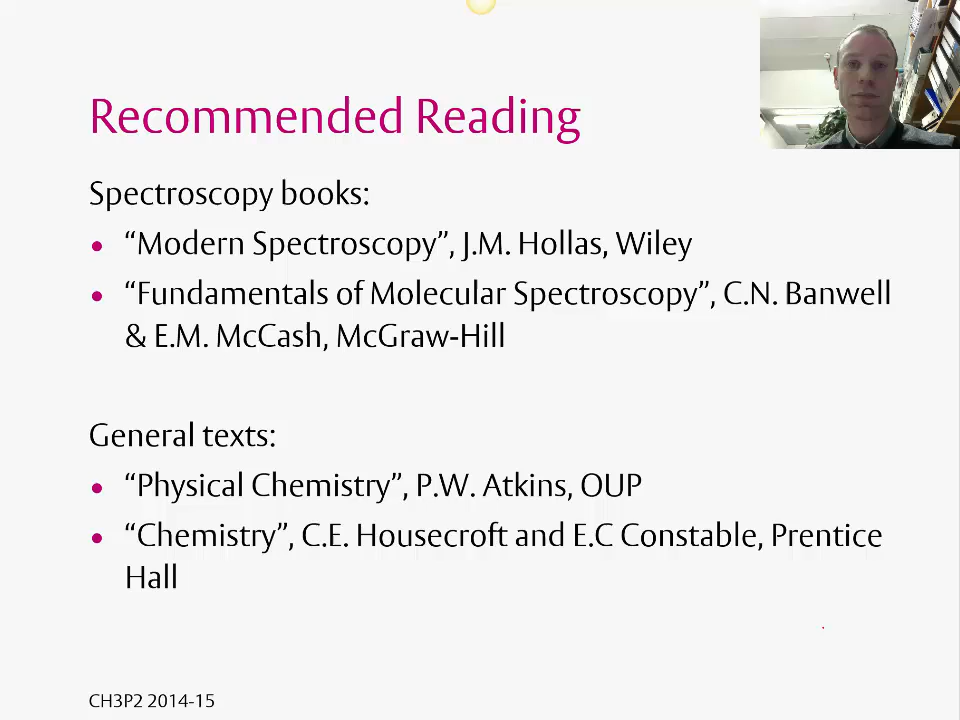 Recommended Reading
Spectroscopy books:
• “Modern Spectroscopy”, J.M. Hollas, Wiley
• “Fundamentals of Molecular Spectroscopy”, C.N. Banwell
& E.M. McCash, McGraw-Hill
General texts:
• “Physical Chemistry”, P.W. Atkins, OUP
• “Chemistry”, C.E. Housecroft and E.C Constable, Prentice
Hall
CH3P2 2014-15